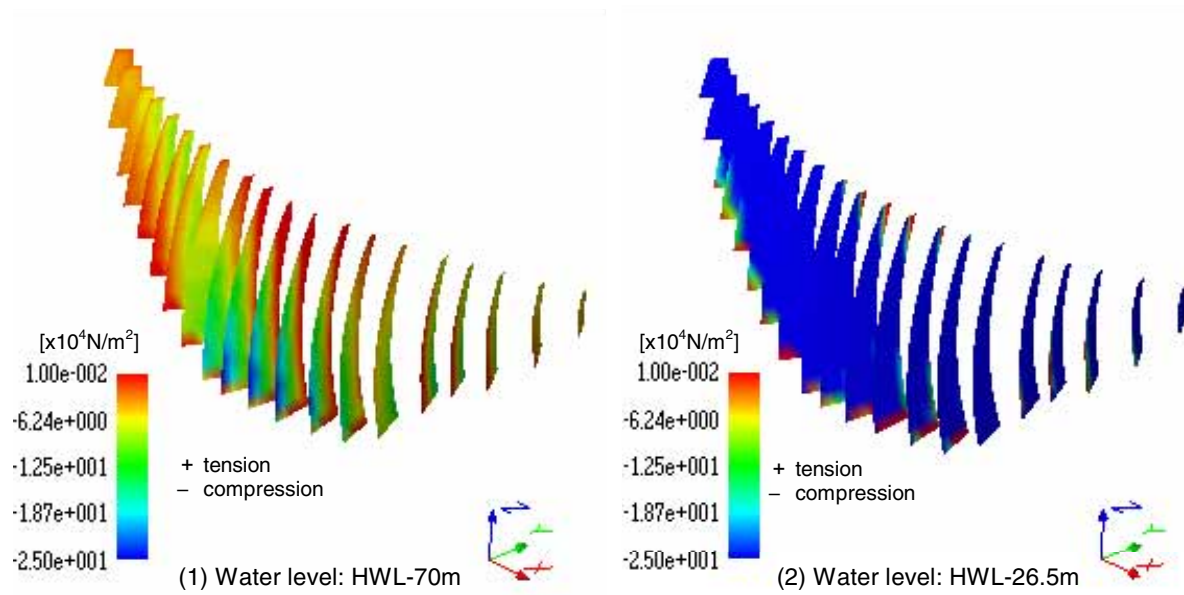 [x10⁴N/m²]
1.00e-002
-6.24e+000
-1.25e+001
-1.87e+001
-2.50e+001
+ tension
− compression
Z
Y
X
(1) Water level: HWL-70m
[x10⁴N/m²]
1.00e-002
-6.24e+000
-1.25e+001
-1.87e+001
-2.50e+001
+ tension
− compression
Z
Y
X
(2) Water level: HWL-26.5m